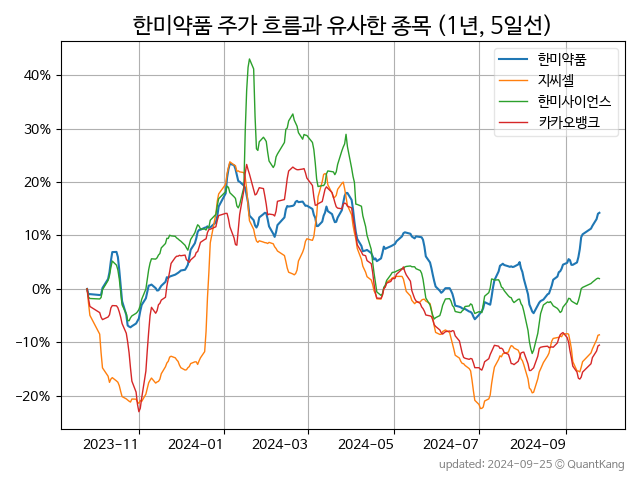 한미약품 주가 흐름과 유사한 종목 (1년, 5일선)
한미약품
지씨셀
한미사이언스
카카오뱅크
40%
30%
20%
10%
0%
−10%
−20%
2023−11
2024−01
2024−03
2024−05
2024−07
2024−09
updated: 2024-09-25 © QuantKang